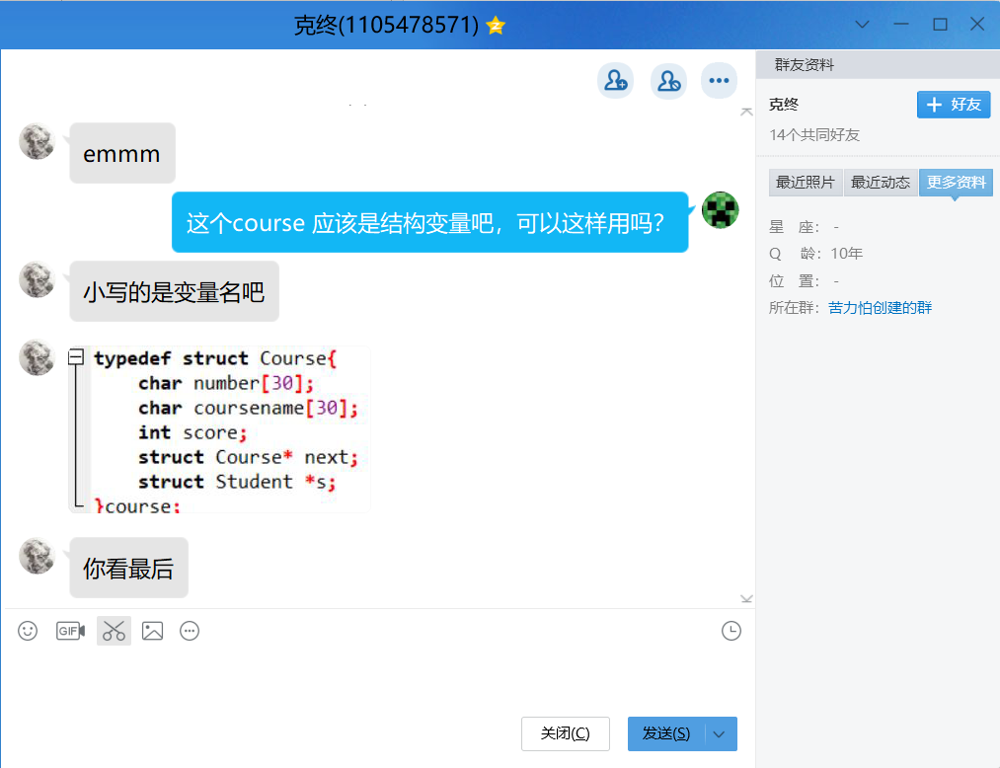 克终(1105478571)
群友资料
克终
好友
14个共同好友
最近照片 最近动态 更多资料
星 座： -
Q 龄：10年
位 置： -
所在群：苦力怕创建的群
emmm
这个course 应该是结构变量吧，可以这样用吗？
小写的是变量名吧
typedef struct Course{
char number[30];
char coursename[30];
int score;
struct Course* next;
struct Student *s;
}course;
你看最后
GIF
关闭(C) 发送(S)